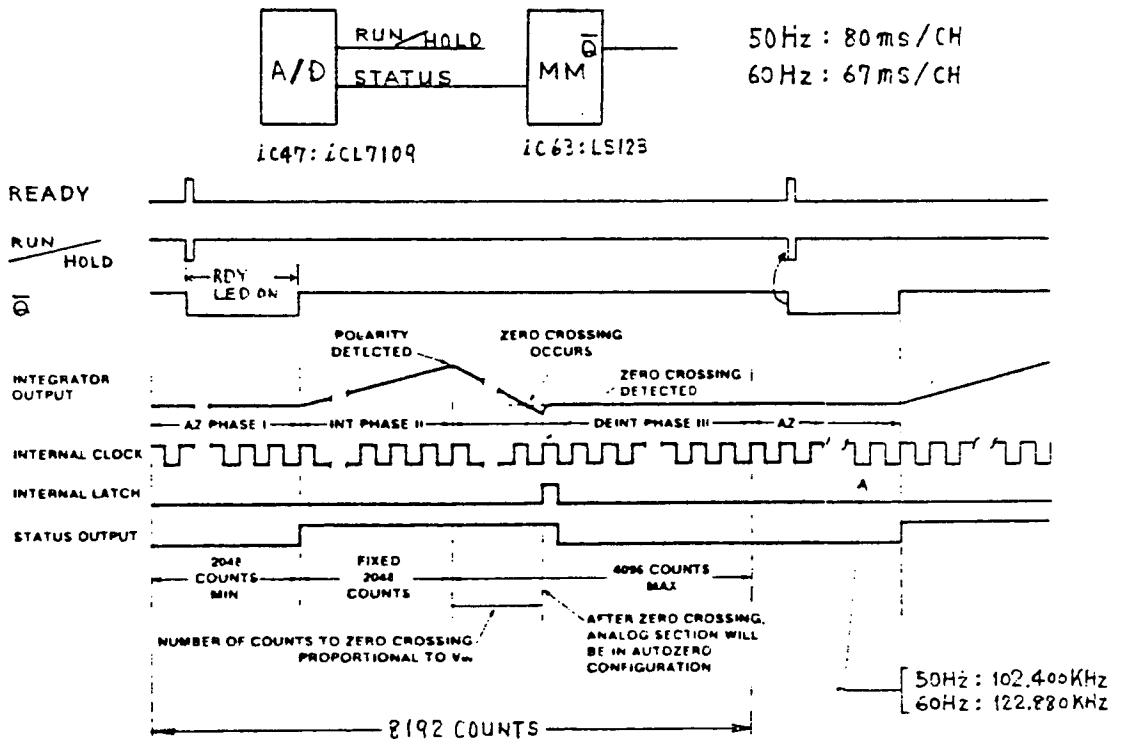 RUN/HOLD
A/D
STATUS
MM
Q̅
50Hz: 80ms/CH
60Hz: 67ms/CH
iC47: iCL7109
iC63: LS123
READY
RUN/HOLD
RDY
LED ON
Q̅
POLARITY
DETECTED
ZERO CROSSING
OCCURS
ZERO CROSSING
DETECTED
INTEGRATOR
OUTPUT
AZ PHASE I
INT PHASE II
DEINT PHASE III
AZ
INTERNAL CLOCK
A
INTERNAL LATCH
STATUS OUTPUT
2048
COUNTS
MIN
FIXED
2048
COUNTS
4096 COUNTS
MAX
NUMBER OF COUNTS TO ZERO CROSSING
PROPORTIONAL TO VIN
AFTER ZERO CROSSING,
ANALOG SECTION WILL
BE IN AUTOZERO
CONFIGURATION
50Hz: 102.400KHz
60Hz: 122.880KHz
8192 COUNTS